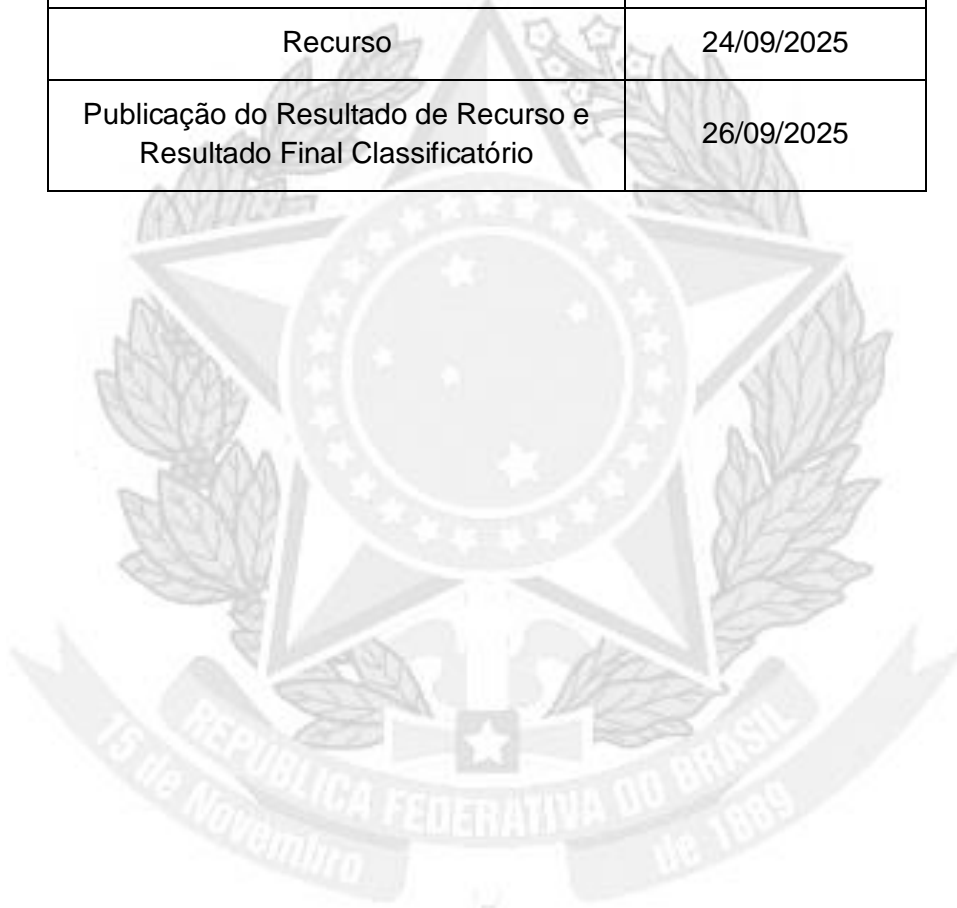 Recurso 24/09/2025
Publicação do Resultado de Recurso e
Resultado Final Classificatório 26/09/2025
REPÚBLICA FEDERATIVA DO BRASIL
15 de Novembro de 1889